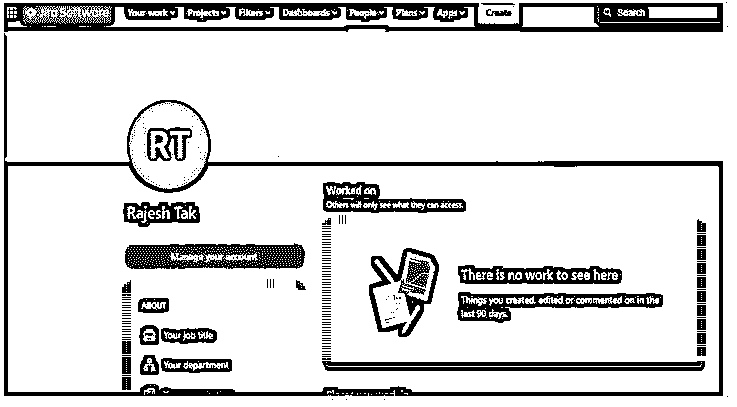 Jira Software Your work Projects Filters Dashboards People Plans Apps Create Search
RT
Rajesh Tak
Manage your account
ABOUT
Your job title
Your department
Worked on
Others will only see what they can access.
There is no work to see here
Things you created, edited or commented on in the
last 90 days.